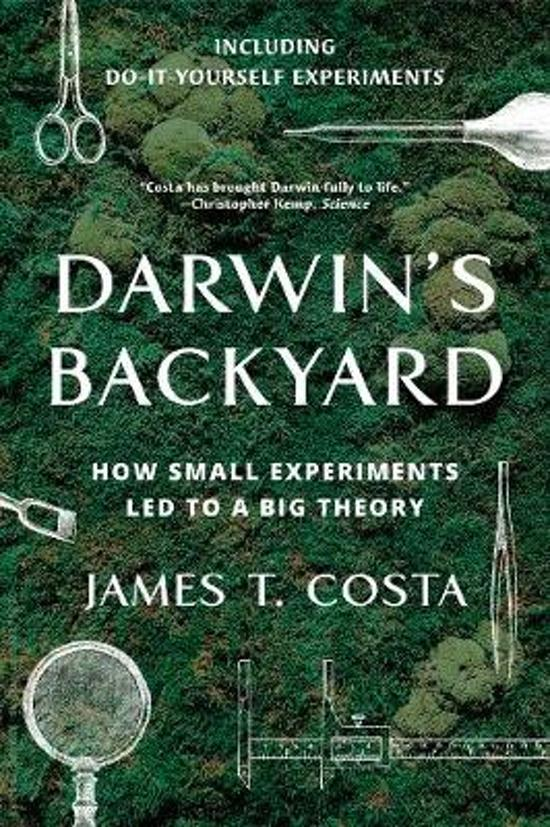 INCLUDING
DO-IT-YOURSELF EXPERIMENTS
"Costa has brought Darwin fully to life."
—Christopher Kemp, Science
DARWIN'S
BACKYARD
HOW SMALL EXPERIMENTS
LED TO A BIG THEORY
JAMES T. COSTA